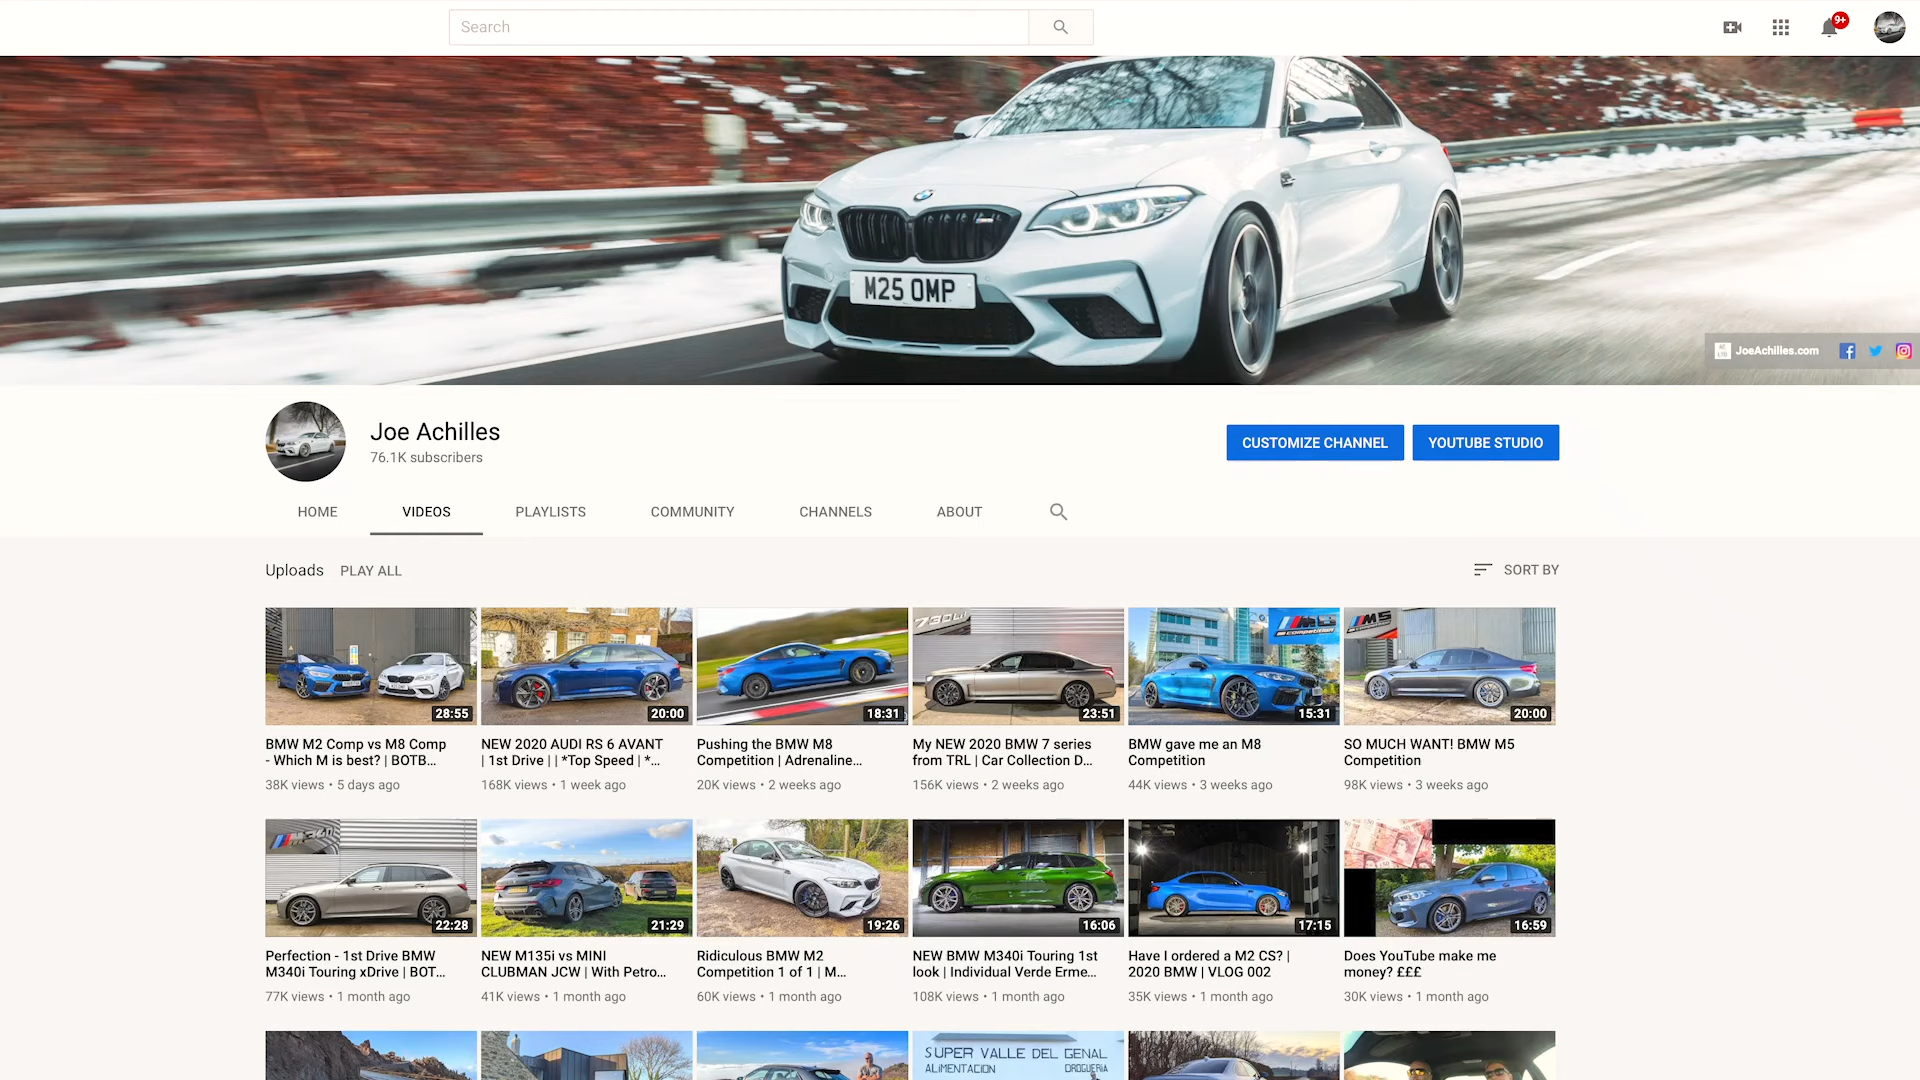 Search
9+
M25 OMP
JoeAchilles.com
Joe Achilles
76.1K subscribers
CUSTOMIZE CHANNEL
YOUTUBE STUDIO
HOME
VIDEOS
PLAYLISTS
COMMUNITY
CHANNELS
ABOUT
Uploads
PLAY ALL
SORT BY
28:55
20:00
18:31
730Ld
23:51
M8 competition
15:31
M5 competition
20:00
BMW M2 Comp vs M8 Comp
- Which M is best? | BOTB...
38K views • 5 days ago
NEW 2020 AUDI RS 6 AVANT
| 1st Drive | | *Top Speed | *...
168K views • 1 week ago
Pushing the BMW M8
Competition | Adrenaline...
20K views • 2 weeks ago
My NEW 2020 BMW 7 series
from TRL | Car Collection D...
156K views • 2 weeks ago
BMW gave me an M8
Competition
44K views • 3 weeks ago
SO MUCH WANT! BMW M5
Competition
98K views • 3 weeks ago
M340i
22:28
21:29
19:26
16:06
17:15
16:59
Perfection - 1st Drive BMW
M340i Touring xDrive | BOT...
77K views • 1 month ago
NEW M135i vs MINI
CLUBMAN JCW | With Petro...
41K views • 1 month ago
Ridiculous BMW M2
Competition 1 of 1 | M...
60K views • 1 month ago
NEW BMW M340i Touring 1st
look | Individual Verde Erme...
108K views • 1 month ago
Have I ordered a M2 CS? |
2020 BMW | VLOG 002
35K views • 1 month ago
Does YouTube make me
money? £££
30K views • 1 month ago
SUPER VALLE DEL GENAL
ALIMENTACION DROGUERIA